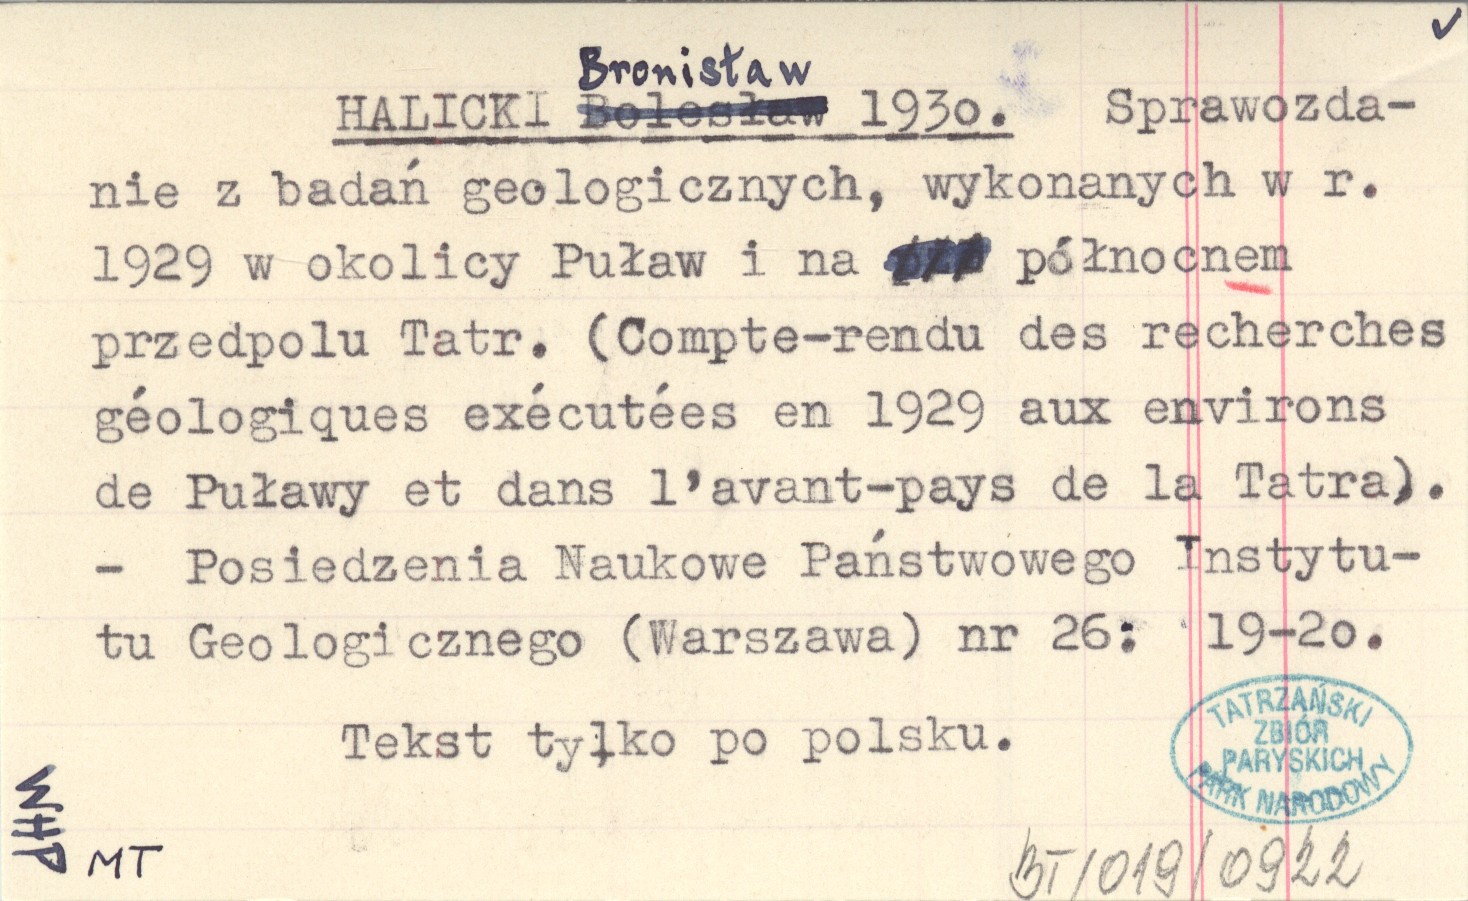 Bronisław
HALICKI Bolesław 1930. Sprawozda-
nie z badań geologicznych, wykonanych w r.
1929 w okolicy Puław i na północnem
przedpolu Tatr. (Compte-rendu des recherches
géologiques exécutées en 1929 aux environs
de Puławy et dans l'avant-pays de la Tatra).
- Posiedzenia Naukowe Państwowego Instytu-
tu Geologicznego (Warszawa) nr 26: 19-20.
Tekst tylko po polsku.
TATRZAŃSKI
ZBIÓR
PARYSKICH
PARK NARODOWY
WHP
MT
BT/019/0922